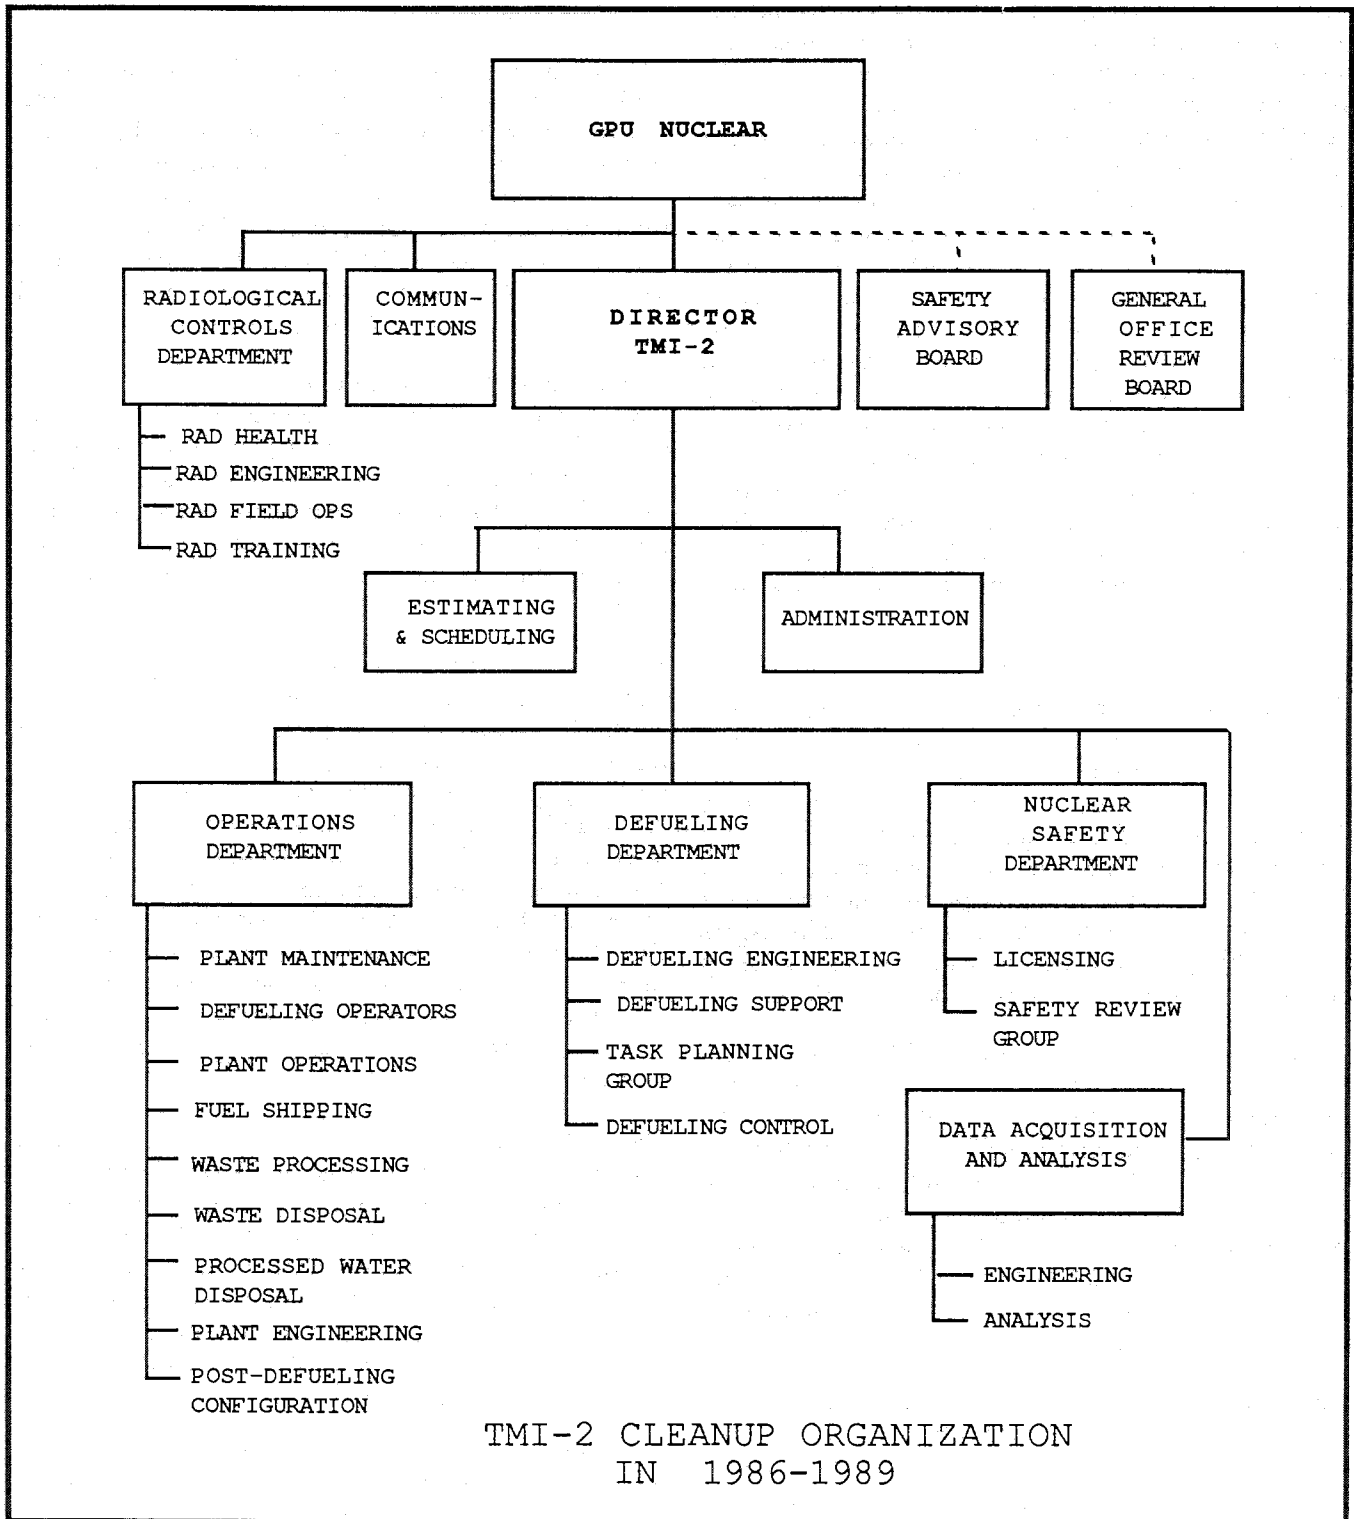 GPU NUCLEAR
RADIOLOGICAL
CONTROLS
DEPARTMENT
COMMUN-
ICATIONS
DIRECTOR
TMI-2
SAFETY
ADVISORY
BOARD
GENERAL
OFFICE
REVIEW
BOARD
RAD HEALTH
RAD ENGINEERING
RAD FIELD OPS
RAD TRAINING
ESTIMATING
& SCHEDULING
ADMINISTRATION
OPERATIONS
DEPARTMENT
DEFUELING
DEPARTMENT
NUCLEAR
SAFETY
DEPARTMENT
PLANT MAINTENANCE
DEFUELING OPERATORS
PLANT OPERATIONS
FUEL SHIPPING
WASTE PROCESSING
WASTE DISPOSAL
PROCESSED WATER
DISPOSAL
PLANT ENGINEERING
POST-DEFUELING
CONFIGURATION
DEFUELING ENGINEERING
DEFUELING SUPPORT
TASK PLANNING
GROUP
DEFUELING CONTROL
LICENSING
SAFETY REVIEW
GROUP
DATA ACQUISITION
AND ANALYSIS
ENGINEERING
ANALYSIS
TMI-2 CLEANUP ORGANIZATION
IN 1986-1989